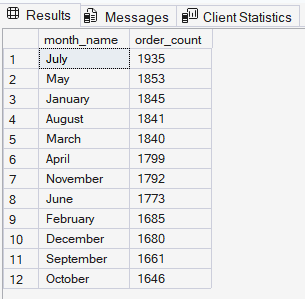 Results Messages Client Statistics
month_name order_count
1 July 1935
2 May 1853
3 January 1845
4 August 1841
5 March 1840
6 April 1799
7 November 1792
8 June 1773
9 February 1685
10 December 1680
11 September 1661
12 October 1646